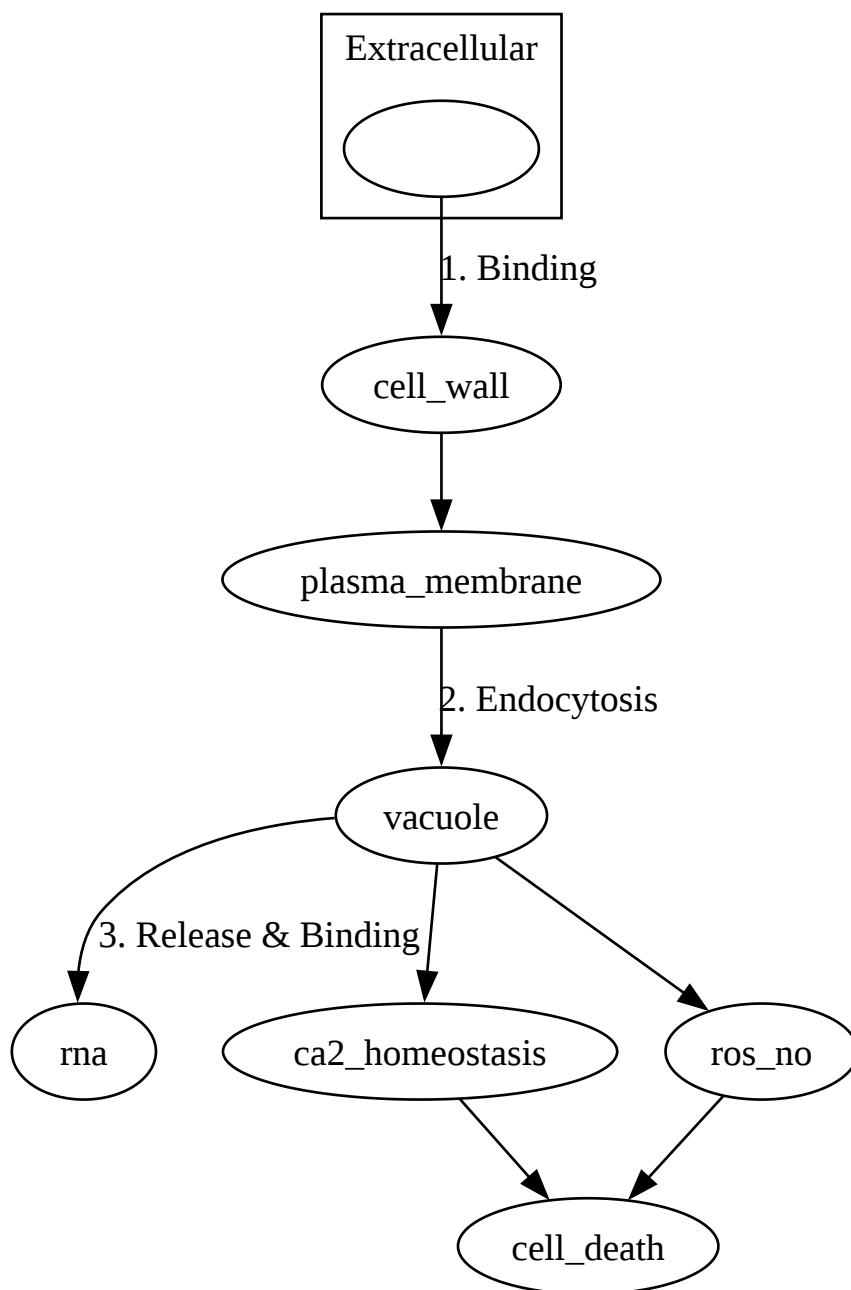 Extracellular
1. Binding
cell_wall
plasma_membrane
2. Endocytosis
vacuole
3. Release & Binding
rna
ca2_homeostasis
ros_no
cell_death